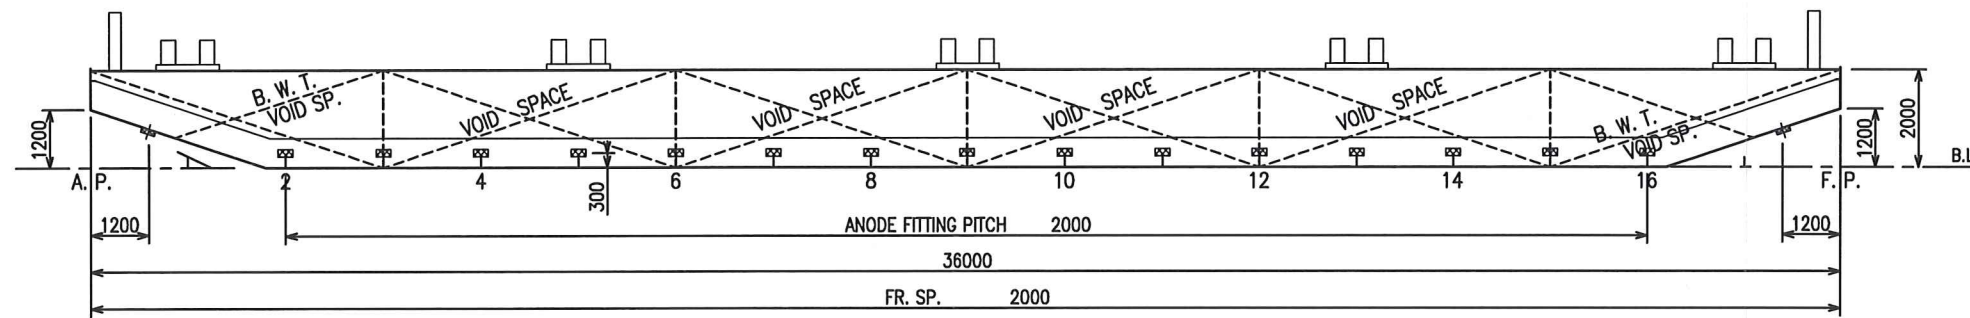 B. W. T.
VOID SP.
VOID SPACE
VOID SPACE
VOID SPACE
VOID SPACE
B. W. T.
VOID SP.
1200
1200
2000
B.L
A. P.
2
4
300
6
8
10
12
14
16
F. P.
1200
ANODE FITTING PITCH 2000
1200
36000
FR. SP. 2000